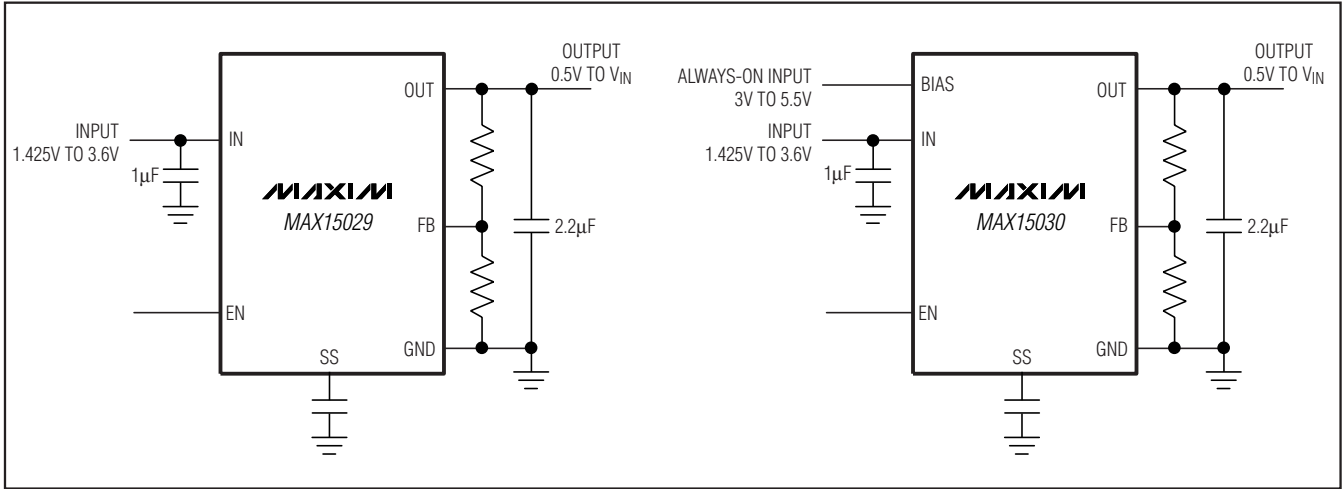 OUTPUT
0.5V TO VIN
OUT
INPUT
1.425V TO 3.6V
IN
1µF
MAXIM
MAX15029
FB
2.2µF
EN
SS
GND
OUTPUT
0.5V TO VIN
ALWAYS-ON INPUT
3V TO 5.5V
BIAS
OUT
INPUT
1.425V TO 3.6V
IN
1µF
MAXIM
MAX15030
FB
2.2µF
EN
SS
GND